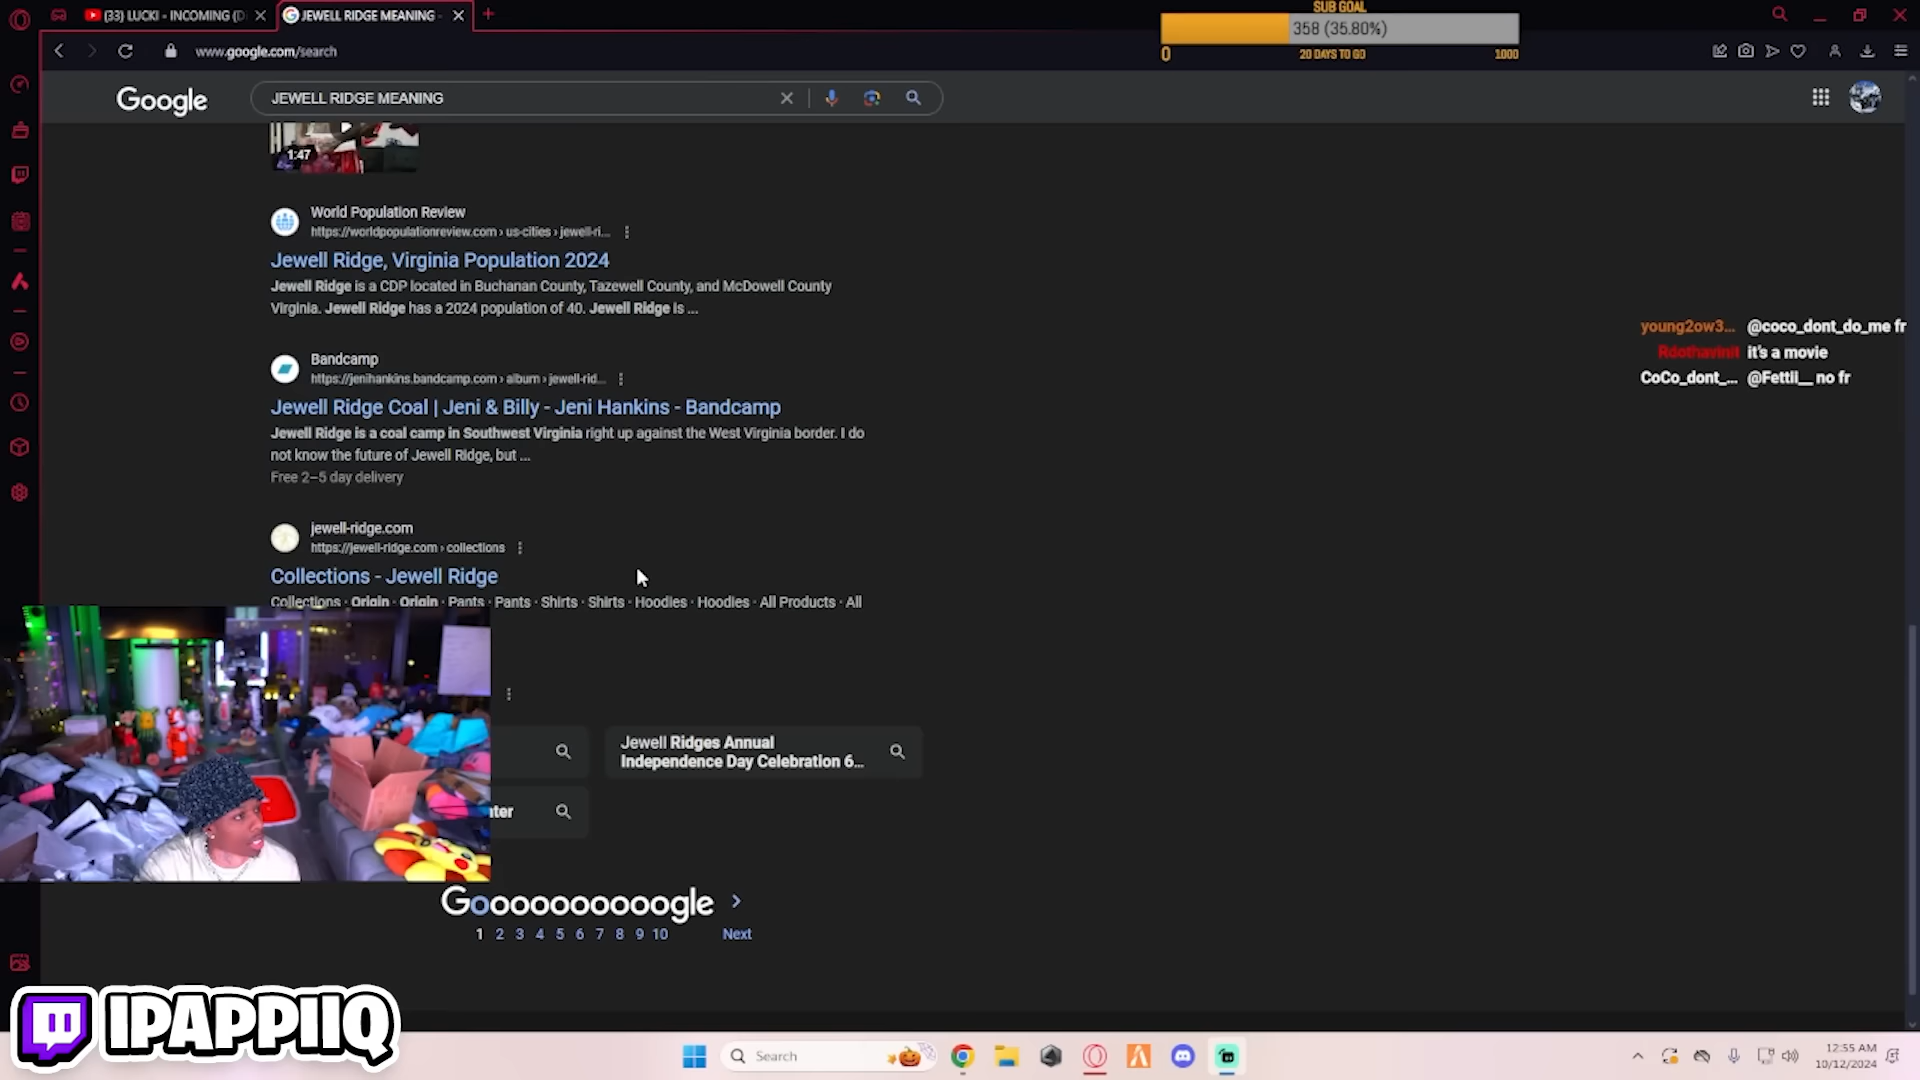 (33) LUCKI - INCOMING (D
JEWELL RIDGE MEANING -
SUB GOAL
358 (35.80%)
0
20 DAYS TO GO
1000
www.google.com/search
Google
JEWELL RIDGE MEANING
1:47
World Population Review
https://worldpopulationreview.com › us-cities › jewell-ri...
Jewell Ridge, Virginia Population 2024
Jewell Ridge is a CDP located in Buchanan County, Tazewell County, and McDowell County
Virginia. Jewell Ridge has a 2024 population of 40. Jewell Ridge is ...
young2ow3... @coco_dont_do_me fr
Rdothavinit it's a movie
CoCo_dont_... @Fettii__ no fr
Bandcamp
https://jenihankins.bandcamp.com › album › jewell-rid...
Jewell Ridge Coal | Jeni & Billy - Jeni Hankins - Bandcamp
Jewell Ridge is a coal camp in Southwest Virginia right up against the West Virginia border. I do
not know the future of Jewell Ridge, but ...
Free 2–5 day delivery
jewell-ridge.com
https://jewell-ridge.com › collections
Collections - Jewell Ridge
Collections · Origin · Origin · Pants · Pants · Shirts · Shirts · Hoodies · Hoodies · All Products · All
Jewell Ridges Annual
Independence Day Celebration 6...
nter
Goooooooooogle
1 2 3 4 5 6 7 8 9 10 Next
IPAPPIIQ
Search
12:55 AM
10/12/2024